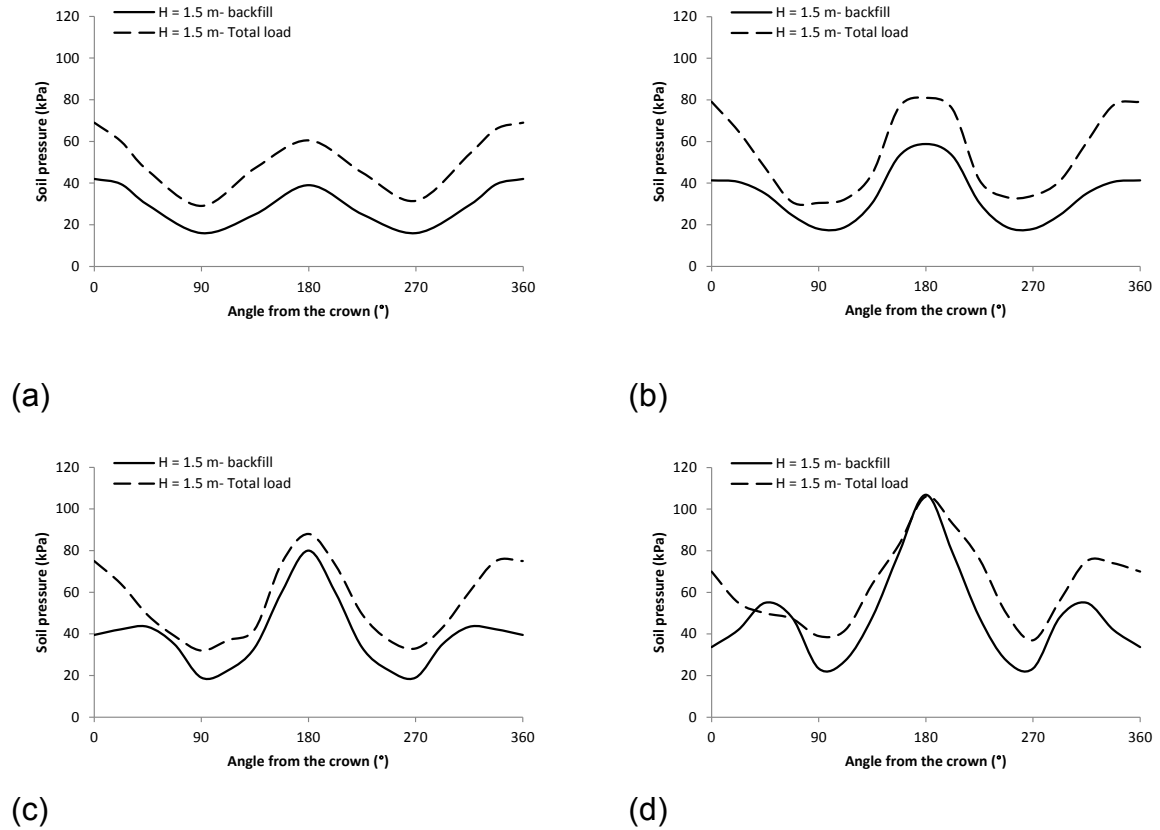 H = 1.5 m- backfill
H = 1.5 m- Total load
Soil pressure (kPa)
120
100
80
60
40
20
0
0 90 180 270 360
Angle from the crown (°)
(a)
H = 1.5 m- backfill
H = 1.5 m- Total load
Soil pressure (kPa)
120
100
80
60
40
20
0
0 90 180 270 360
Angle from the crown (°)
(b)
H = 1.5 m- backfill
H = 1.5 m- Total load
Soil pressure (kPa)
120
100
80
60
40
20
0
0 90 180 270 360
Angle from the crown (°)
(c)
H = 1.5 m- backfill
H = 1.5 m- Total load
Soil pressure (kPa)
120
100
80
60
40
20
0
0 90 180 270 360
Angle from the crown (°)
(d)